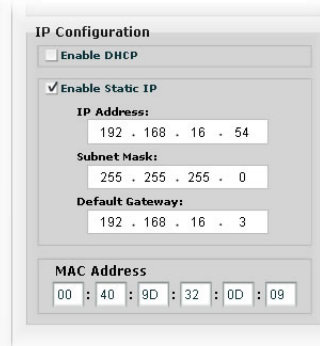 IP Configuration
Enable DHCP
Enable Static IP
IP Address:
192 . 168 . 16 . 54
Subnet Mask:
255 . 255 . 255 . 0
Default Gateway:
192 . 168 . 16 . 3
MAC Address
00 : 40 : 9D : 32 : 0D : 09